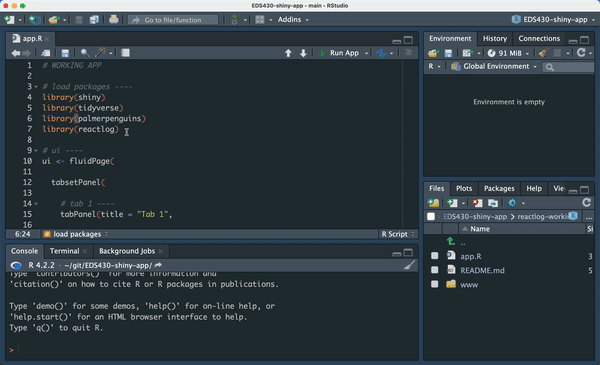 EDS430-shiny-app - main - RStudio
Go to file/function
Addins
EDS430-shiny-app
app.R
Run App
1 # WORKING APP
2
3 # load packages ----
4 library(shiny)
5 library(tidyverse)
6 library(palmerpenguins)
7 library(reactlog)
8
9 # ui ----
10 ui <- fluidPage(
11
12 tabsetPanel(
13
14 # tab 1 ----
15 tabPanel(title = "Tab 1",
16
6:24 load packages R Script
Console Terminal Background Jobs
R 4.2.2 · ~/git/EDS430-shiny-app/
Type 'contributors()' for more information and
'citation()' on how to cite R or R packages in publications.
Type 'demo()' for some demos, 'help()' for on-line help, or
'help.start()' for an HTML browser interface to help.
Type 'q()' to quit R.
>
Environment History Connections
91 MiB
R Global Environment
Environment is empty
Files Plots Packages Help
EDS430-shiny-app reactlog-worki
Name
..
app.R 3
README.md 5
www